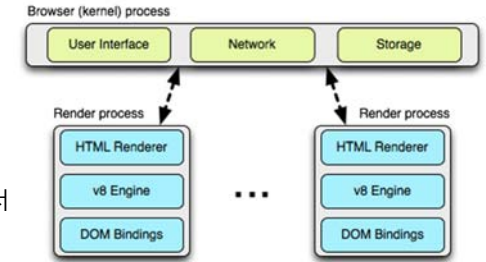 Browser (kernel) process
User Interface
Network
Storage
Render process
Render process
HTML Renderer
HTML Renderer
v8 Engine
...
v8 Engine
DOM Bindings
DOM Bindings